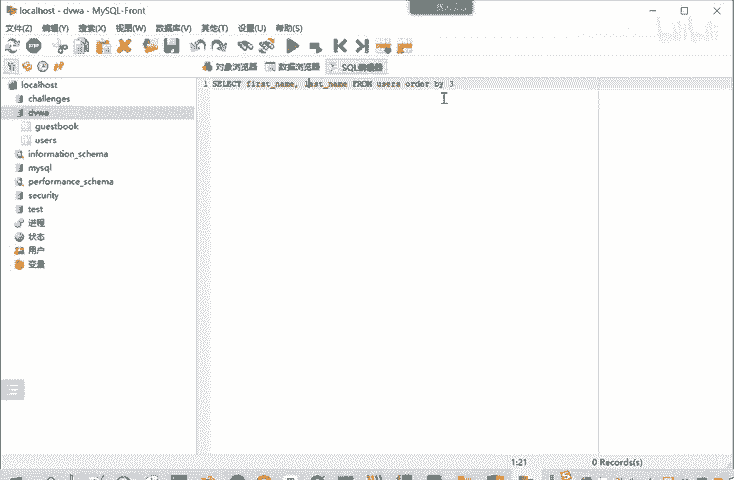 localhost - dvwa - MySQL-Front
文件(Z) 编辑(Y) 搜索(X) 视图(W) 数据库(V) 其他(T) 设置(U) 帮助(S)
对象浏览器 数据浏览器 SQL编辑器
localhost
challenges
dvwa
guestbook
users
information_schema
mysql
performance_schema
security
test
进程
状态
用户
变量
1 SELECT first_name, last_name FROM users order by 3
1:21 0 Records(s)